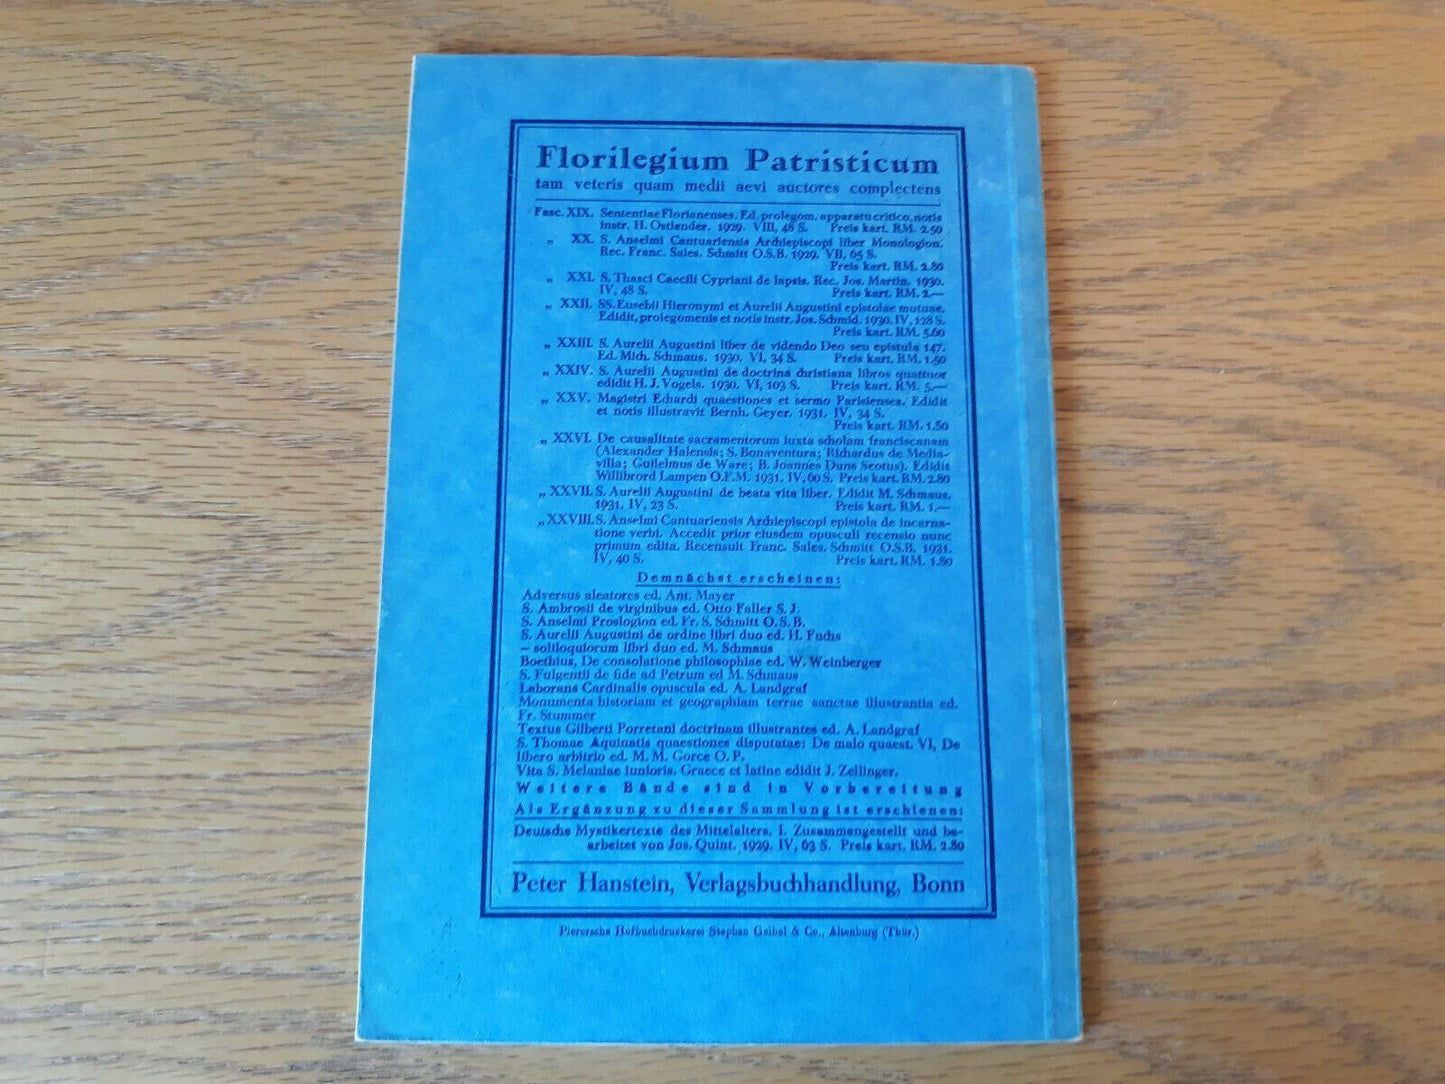 Florilegium Patristicum
tam veteris quam medii aevi auctores complectens
Fasc. XIX. Sententiae Florianenses. Ed. prolegom. apparatu critico, notis
instr. H. Ostlender. 1929. VIII, 48 S. Preis kart. RM. 2.50
„ XX. S. Anselmi Cantuariensis Archiepiscopi liber Monologion.
Rec. Franc. Sales. Schmitt O.S.B. 1929. VII, 65 S.
Preis kart. RM. 2.80
„ XXI. S. Thasci Caecili Cypriani de lapsis. Rec. Jos. Martin. 1930.
IV, 48 S. Preis kart. RM. 2.—
„ XXII. SS. Eusebii Hieronymi et Aurelii Augustini epistolae mutuae.
Edidit, prolegomenis et notis instr. Jos. Schmid. 1930. IV, 128 S.
Preis kart. RM. 5.60
„ XXIII. S. Aurelii Augustini liber de videndo Deo seu epistula 147.
Ed. Mich. Schmaus. 1930. VI, 34 S. Preis kart. RM. 1.50
„ XXIV. S. Aurelii Augustini de doctrina christiana libros quattuor
edidit H. J. Vogels. 1930. VI, 103 S. Preis kart. RM. 5.—
„ XXV. Magistri Echardi quaestiones et sermo Parisienses. Edidit
et notis illustravit Bernh. Geyer. 1931. IV, 34 S.
Preis kart. RM. 1.50
„ XXVI. De causalitate sacramentorum iuxta scholam franciscanam
(Alexander Halensis; S. Bonaventura; Richardus de Media-
villa; Guilelmus de Ware; B. Joannes Duns Scotus). Edidit
Willibrord Lampen O.F.M. 1931. IV, 60 S. Preis kart. RM. 2.80
„ XXVII. S. Aurelii Augustini de beata vita liber. Edidit M. Schmaus.
1931. IV, 23 S. Preis kart. RM. 1.—
„ XXVIII. S. Anselmi Cantuariensis Archiepiscopi epistola de incarna-
tione verbi. Accedit prior eiusdem opusculi recensio nunc
primum edita. Recensuit Franc. Sales. Schmitt O.S.B. 1931.
IV, 40 S. Preis kart. RM. 1.80
Demnächst erscheinen:
Adversus aleatores ed. Ant. Mayer
S. Ambrosii de virginibus ed. Otto Faller S. J.
S. Anselmi Proslogion ed. Fr. S. Schmitt O. S. B.
S. Aurelii Augustini de ordine libri duo ed. H. Fuchs
— soliloquiorum libri duo ed. M. Schmaus
Boethius, De consolatione philosophiae ed. W. Weinberger
S. Fulgentii de fide ad Petrum ed M. Schmaus
Laborans Cardinalis opuscula ed. A. Landgraf
Monumenta historiam et geographiam terrae sanctae illustrantia ed.
Fr. Stummer
Textus Gilberti Porretani doctrinam illustrantes ed. A. Landgraf
S. Thomae Aquinatis quaestiones disputatae: De malo quaest. VI, De
libero arbitrio ed. M. M. Gorce O. P.
Vita S. Melaniae iunioris. Graece et latine edidit J. Zellinger.
Weitere Bände sind in Vorbereitung
Als Ergänzung zu dieser Sammlung ist erschienen:
Deutsche Mystikertexte des Mittelalters. I. Zusammengestellt und be-
arbeitet von Jos. Quint. 1929. IV, 63 S. Preis kart. RM. 2.80
Peter Hanstein, Verlagsbuchhandlung, Bonn
Pierersche Hofbuchdruckerei Stephan Geibel & Co., Altenburg (Thür.)